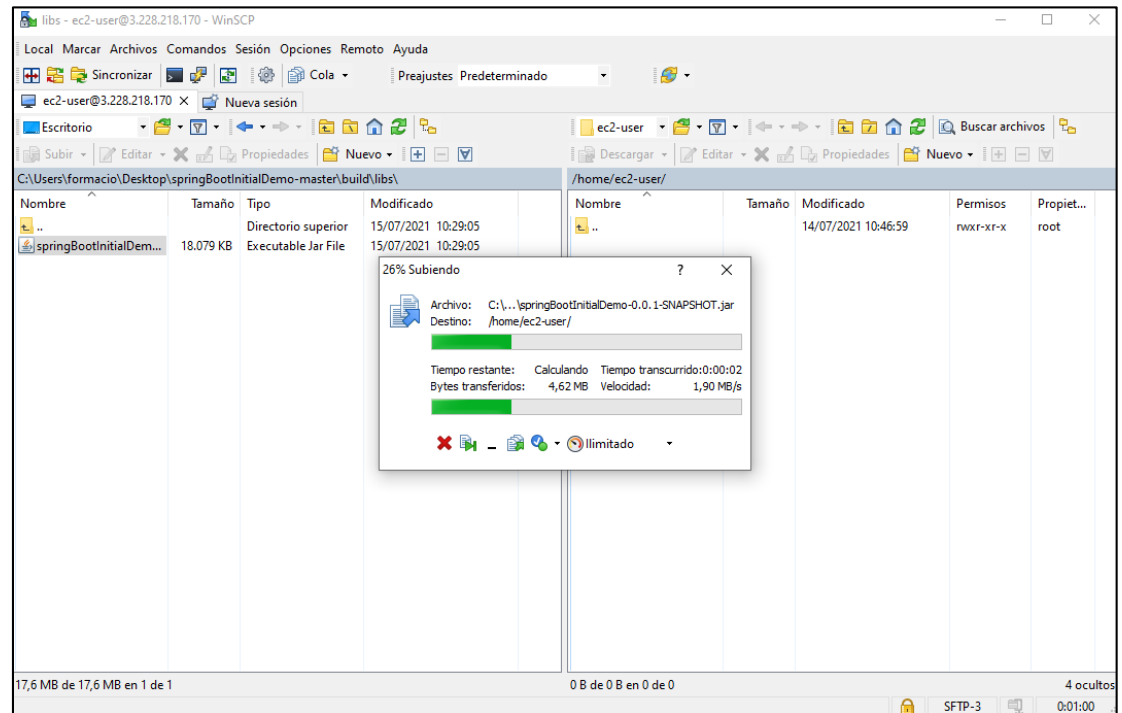 libs - ec2-user@3.228.218.170 - WinSCP
Local Marcar Archivos Comandos Sesión Opciones Remoto Ayuda
Sincronizar Cola Preajustes Predeterminado
ec2-user@3.228.218.170 Nueva sesión
Escritorio ec2-user Buscar archivos
Subir Editar Propiedades Nuevo Descargar Editar Propiedades Nuevo
C:\Users\formacio\Desktop\springBootInitialDemo-master\build\libs\ /home/ec2-user/
Nombre Tamaño Tipo Modificado Nombre Tamaño Modificado Permisos Propiet...
.. Directorio superior 15/07/2021 10:29:05 .. 14/07/2021 10:46:59 rwxr-xr-x root
springBootInitialDem... 18.079 KB Executable Jar File 15/07/2021 10:29:05
26% Subiendo ?
Archivo: C:\...\springBootInitialDemo-0.0.1-SNAPSHOT.jar
Destino: /home/ec2-user/
Tiempo restante: Calculando Tiempo transcurrido:0:00:02
Bytes transferidos: 4,62 MB Velocidad: 1,90 MB/s
Ilimitado
17,6 MB de 17,6 MB en 1 de 1 0 B de 0 B en 0 de 0 4 ocultos
SFTP-3 0:01:00